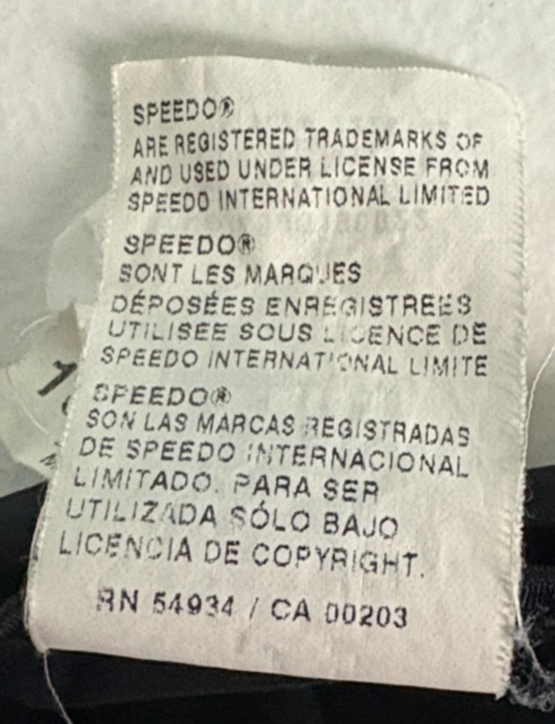 SPEEDO®
ARE REGISTERED TRADEMARKS OF
AND USED UNDER LICENSE FROM
SPEEDO INTERNATIONAL LIMITED
SPEEDO®
SONT LES MARQUES
DÉPOSÉES ENREGISTREES
UTILISEE SOUS LICENCE DE
SPEEDO INTERNATIONAL LIMITE
SPEEDO®
SON LAS MARCAS REGISTRADAS
DE SPEEDO INTERNACIONAL
LIMITADO. PARA SER
UTILIZADA SÓLO BAJO
LICENCIA DE COPYRIGHT.
RN 54934 / CA 00203